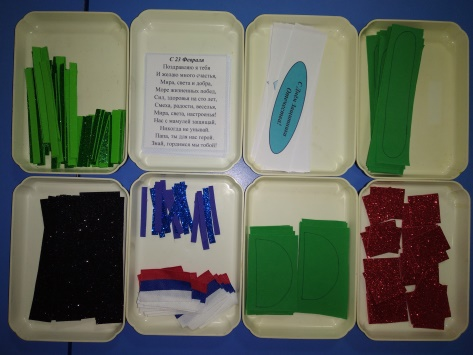 С 23 Февраля
Поздравляю я тебя
И желаю много счастья,
Мира, света и добра,
Море жизненных побед,
Сил, здоровья на сто лет,
Смеха, радости, веселья,
Мира, света, настроенья!
Нас с мамулей защищай,
Никогда не унывай.
Папа, ты для нас герой,
Знай, гордимся мы тобой!
С Днём защитника
Отечества!